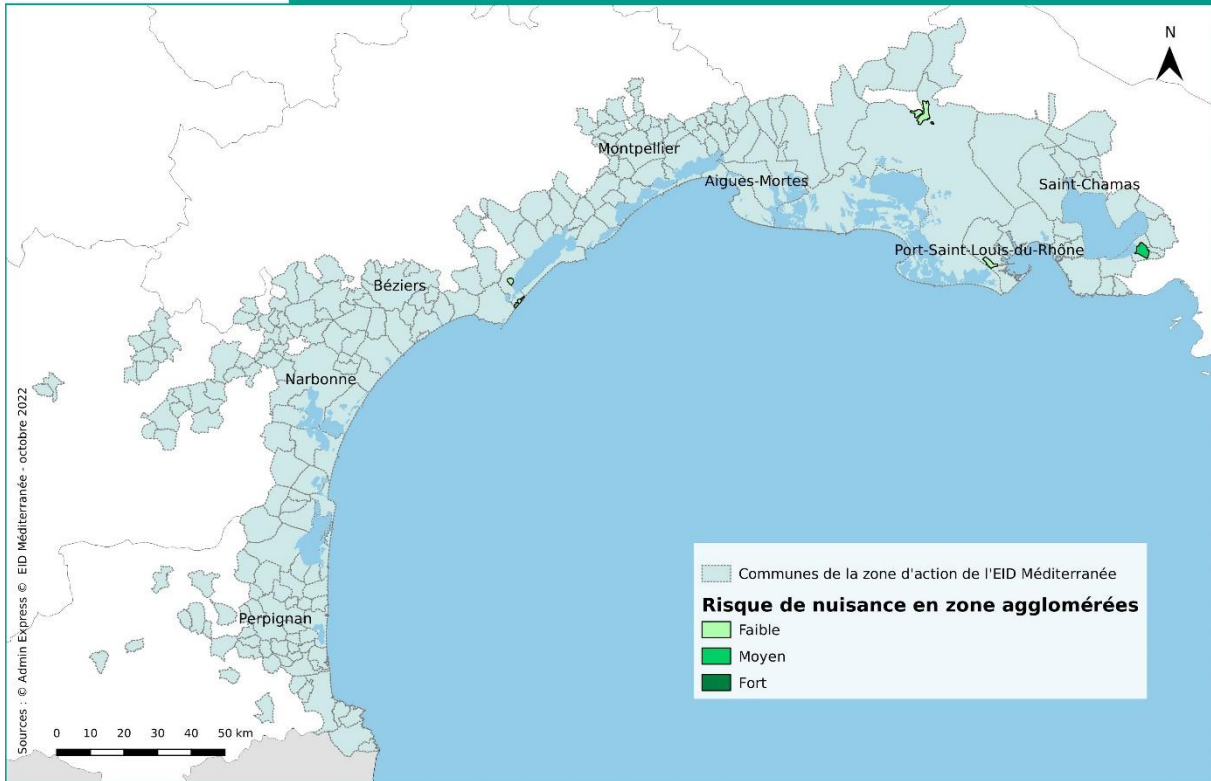 N
Montpellier
Aigues-Mortes
Saint-Chamas
Port-Saint-Louis-du-Rhône
Béziers
Narbonne
Perpignan
Communes de la zone d'action de l'EID Méditerranée
Risque de nuisance en zone agglomérées
Faible
Moyen
Fort
0 10 20 30 40 50 km
Sources : © Admin Express © EID Méditerranée - octobre 2022